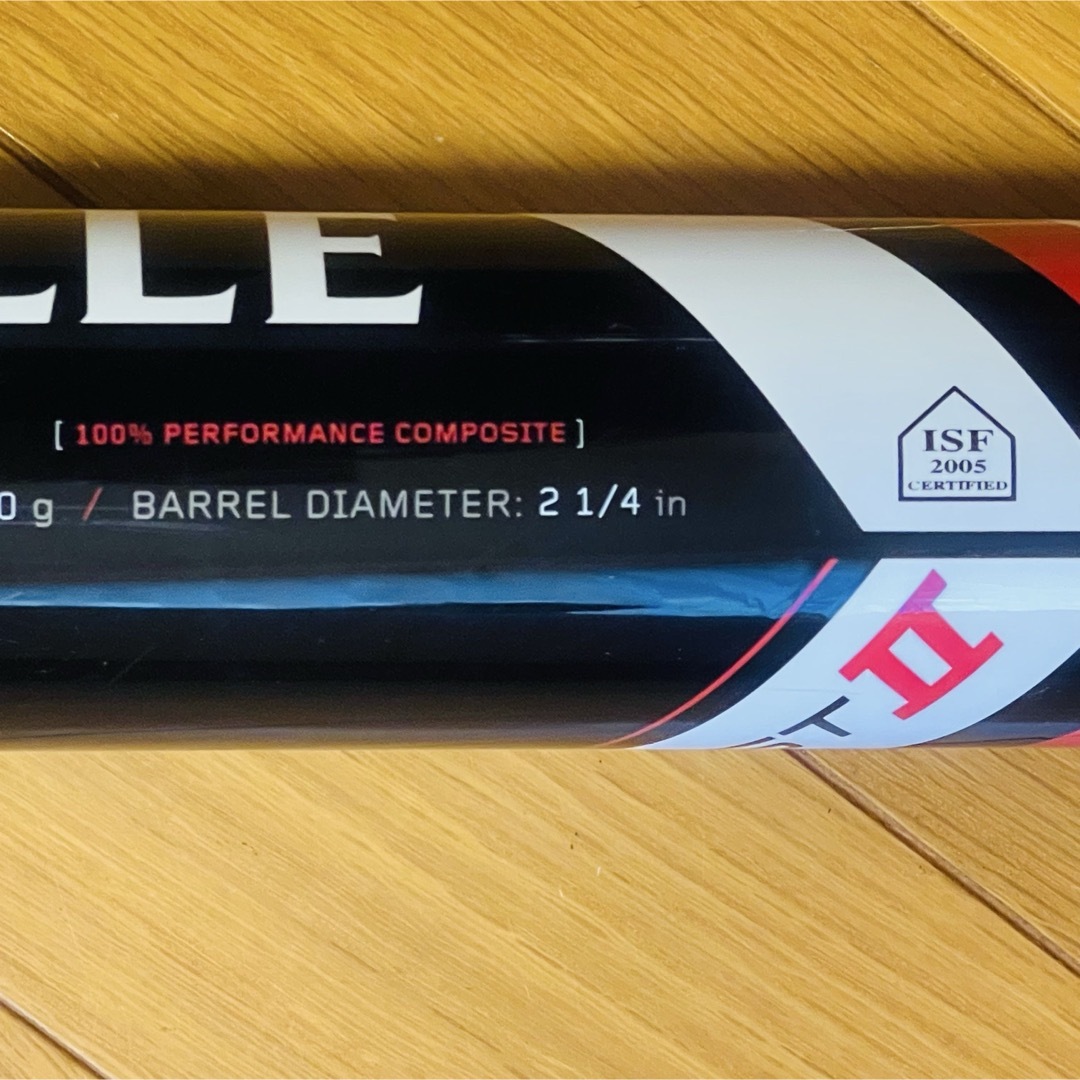 LLE
[ 100% PERFORMANCE COMPOSITE ]
0 g / BARREL DIAMETER: 2 1/4 in
ISF
2005
CERTIFIED
II